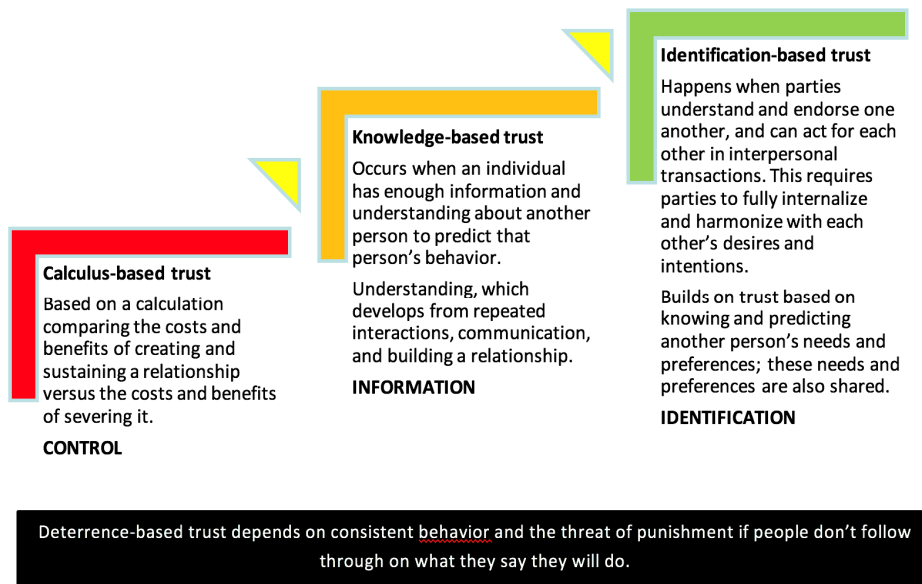 Calculus-based trust
Based on a calculation
comparing the costs and
benefits of creating and
sustaining a relationship
versus the costs and benefits
of severing it.
CONTROL
Knowledge-based trust
Occurs when an individual
has enough information and
understanding about another
person to predict that
person’s behavior.
Understanding, which
develops from repeated
interactions, communication,
and building a relationship.
INFORMATION
Identification-based trust
Happens when parties
understand and endorse one
another, and can act for each
other in interpersonal
transactions. This requires
parties to fully internalize
and harmonize with each
other’s desires and
intentions.
Builds on trust based on
knowing and predicting
another person’s needs and
preferences; these needs and
preferences are also shared.
IDENTIFICATION
Deterrence-based trust depends on consistent behavior and the threat of punishment if people don’t follow
through on what they say they will do.